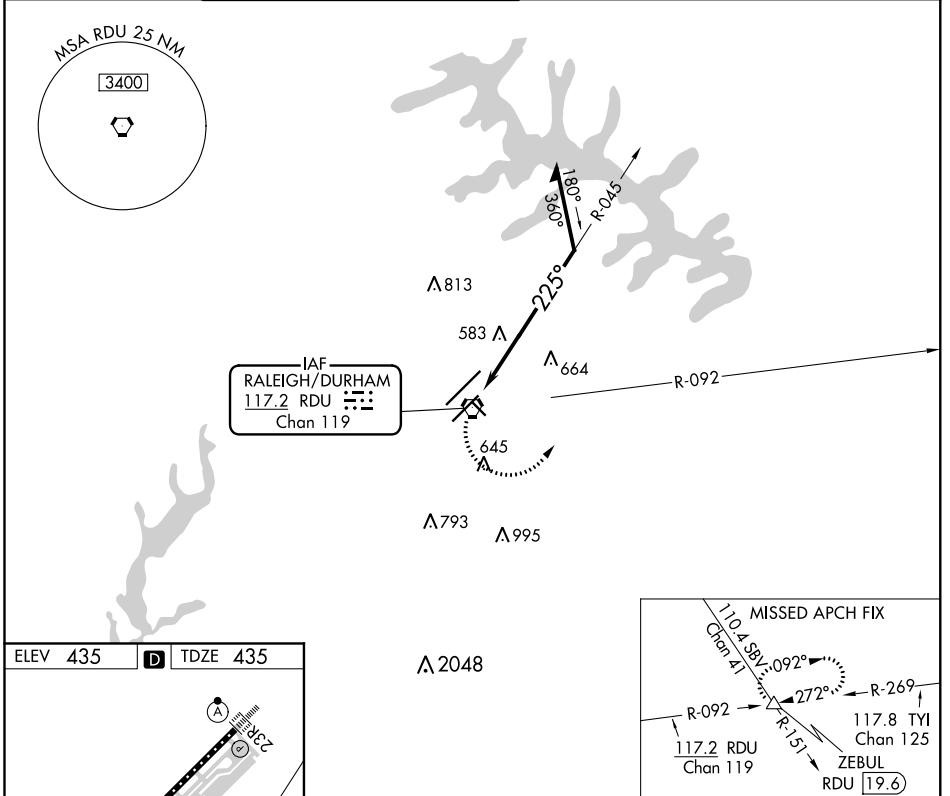 MSA RDU 25 NM
3400
180°
360°
R-045
225°
813
583
664
R-092
IAF
RALEIGH/DURHAM
117.2 RDU
Chan 119
645
793
995
2048
ELEV 435
D
TDZE 435
A
P
23R
MISSED APCH FIX
110.4 SBV
Chan 41
092°
272°
R-269
R-092
R-151
117.8 TYI
Chan 125
117.2 RDU
Chan 119
ZEBUL
RDU 19.6